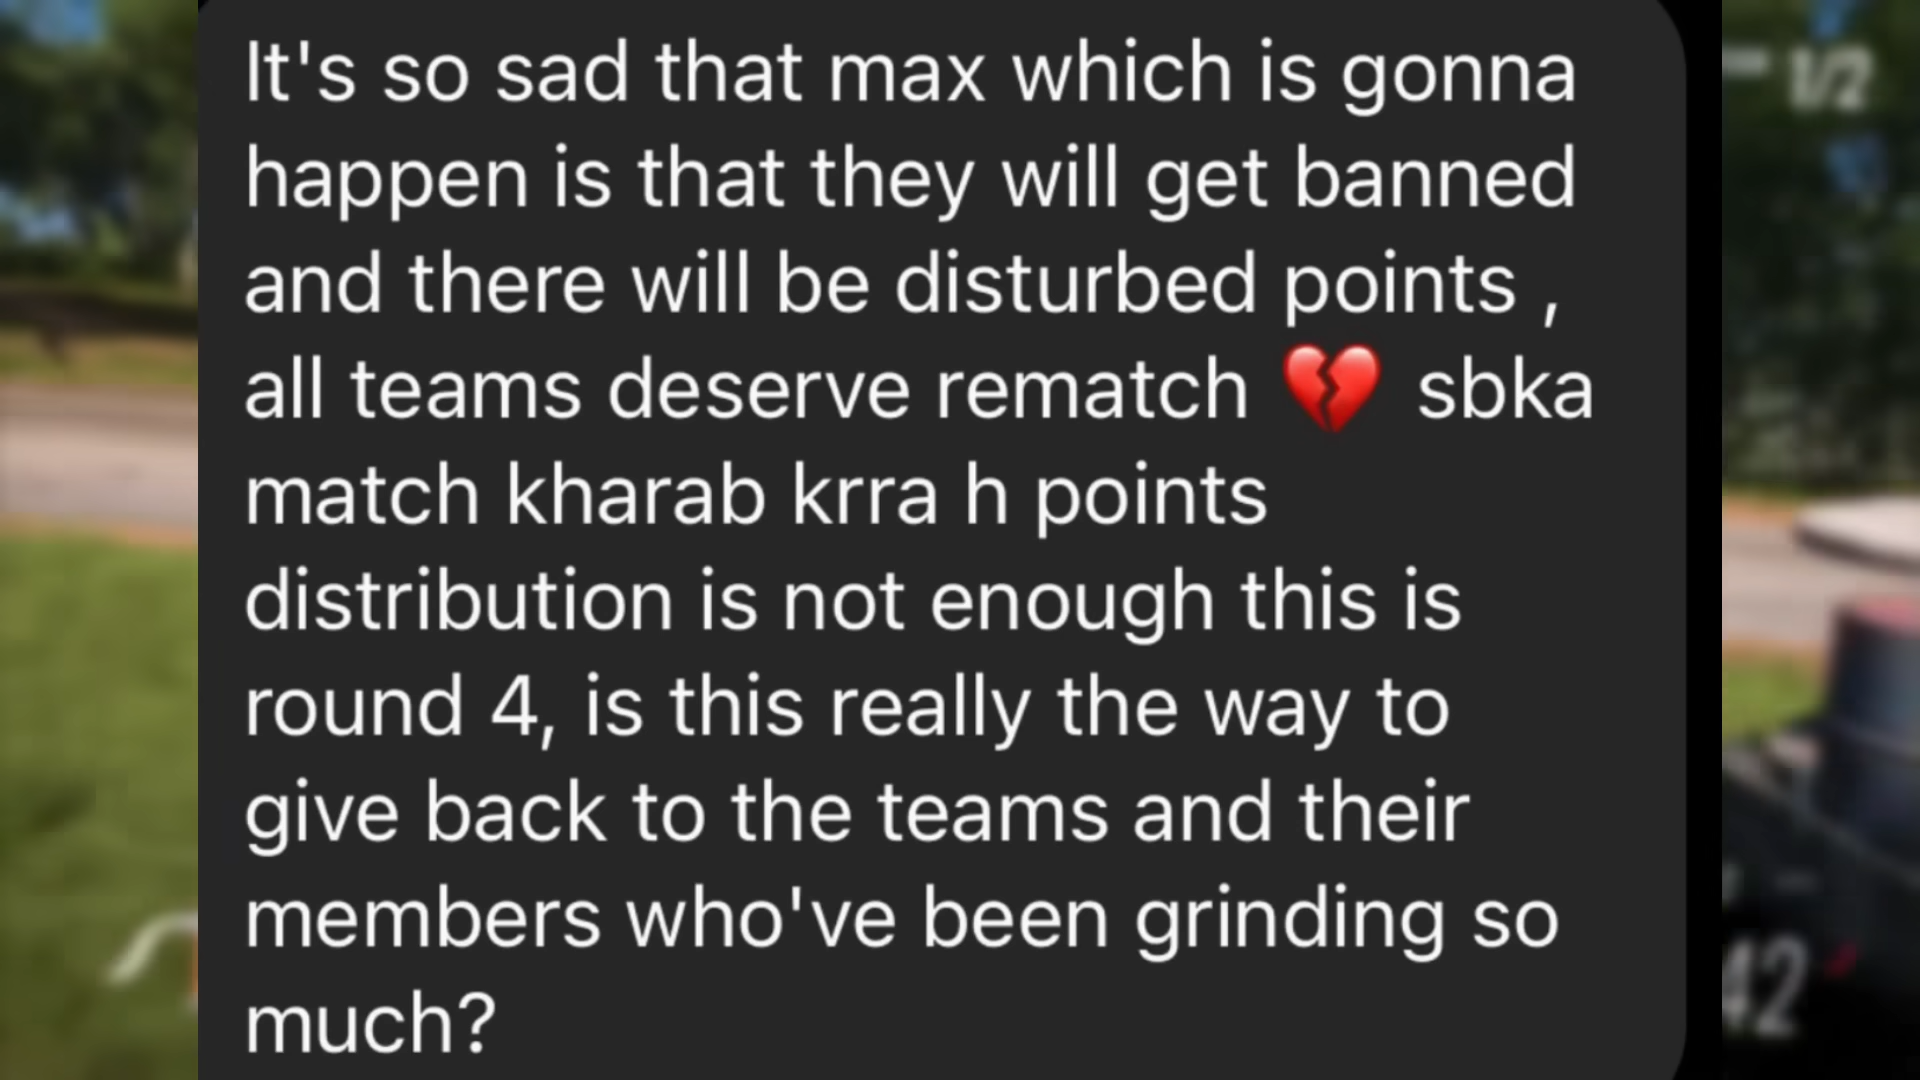 It's so sad that max which is gonna
happen is that they will get banned
and there will be disturbed points ,
all teams deserve rematch 💔 sbka
match kharab krra h points
distribution is not enough this is
round 4, is this really the way to
give back to the teams and their
members who've been grinding so
much?
1/2
42